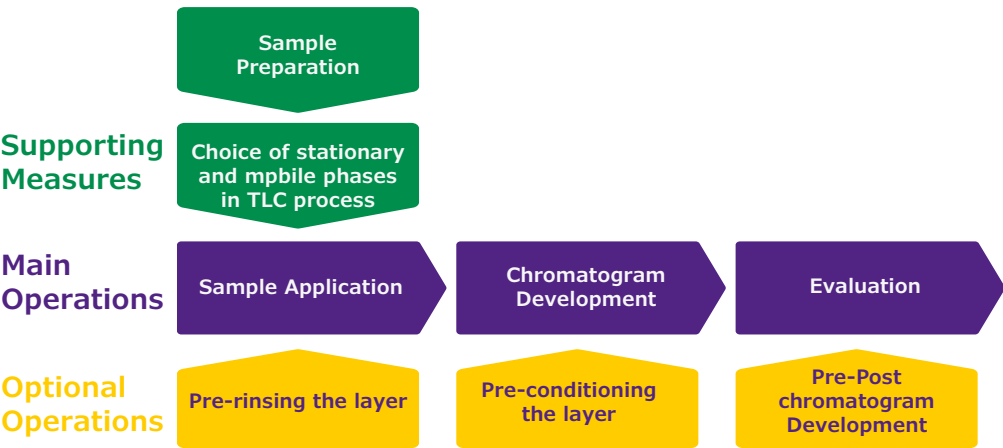 Sample
Preparation
Supporting
Measures
Choice of stationary
and mpbile phases
in TLC process
Main
Operations
Sample Application
Chromatogram
Development
Evaluation
Optional
Operations
Pre-rinsing the layer
Pre-conditioning
the layer
Pre-Post
chromatogram
Development